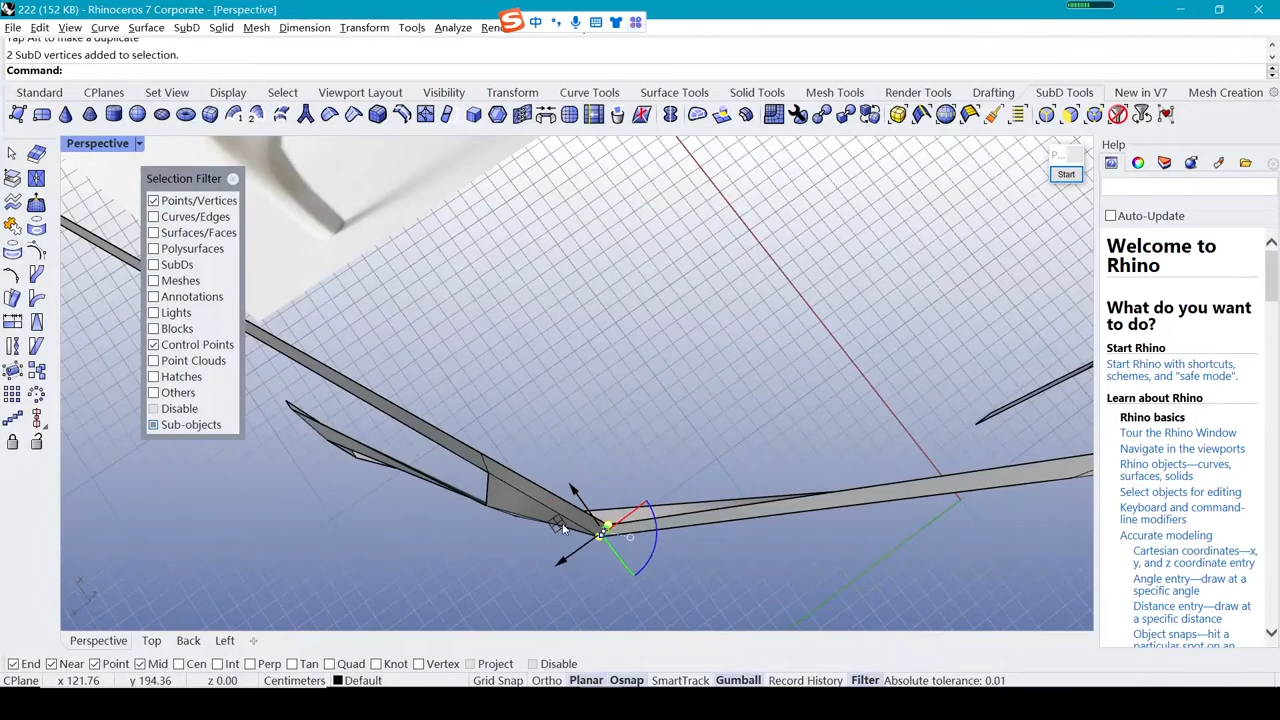 222 (152 KB) - Rhinoceros 7 Corporate - [Perspective]
中
File Edit View Curve Surface SubD Solid Mesh Dimension Transform Tools Analyze
Tap Alt to make a duplicate
2 SubD vertices added to selection.
Command:
Standard CPlanes Set View Display Select Viewport Layout Visibility Transform Curve Tools Surface Tools Solid Tools Mesh Tools Render Tools Drafting SubD Tools New in V7 Mesh Creation
Perspective
Help
P...
Start
Selection Filter
Points/Vertices
Curves/Edges
Surfaces/Faces
Polysurfaces
SubDs
Meshes
Annotations
Lights
Blocks
Control Points
Point Clouds
Hatches
Others
Disable
Sub-objects
Auto-Update
Welcome to
Rhino
What do you want
to do?
Start Rhino
Start Rhino with shortcuts,
schemes, and "safe mode".
Learn about Rhino
Rhino basics
Tour the Rhino Window
Navigate in the viewports
Rhino objects—curves,
surfaces, solids
Select objects for editing
Keyboard and command-
line modifiers
Accurate modeling
Cartesian coordinates—x,
y, and z coordinate entry
Angle entry—draw at a
specific angle
Distance entry—draw at
a specific distance
Object snaps—hit a
particular spot on an
x y z
Perspective Top Back Left
End Near Point Mid Cen Int Perp Tan Quad Knot Vertex Project Disable
CPlane x 121.76 y 194.36 z 0.00 Centimeters Default Grid Snap Ortho Planar Osnap SmartTrack Gumball Record History Filter Absolute tolerance: 0.01